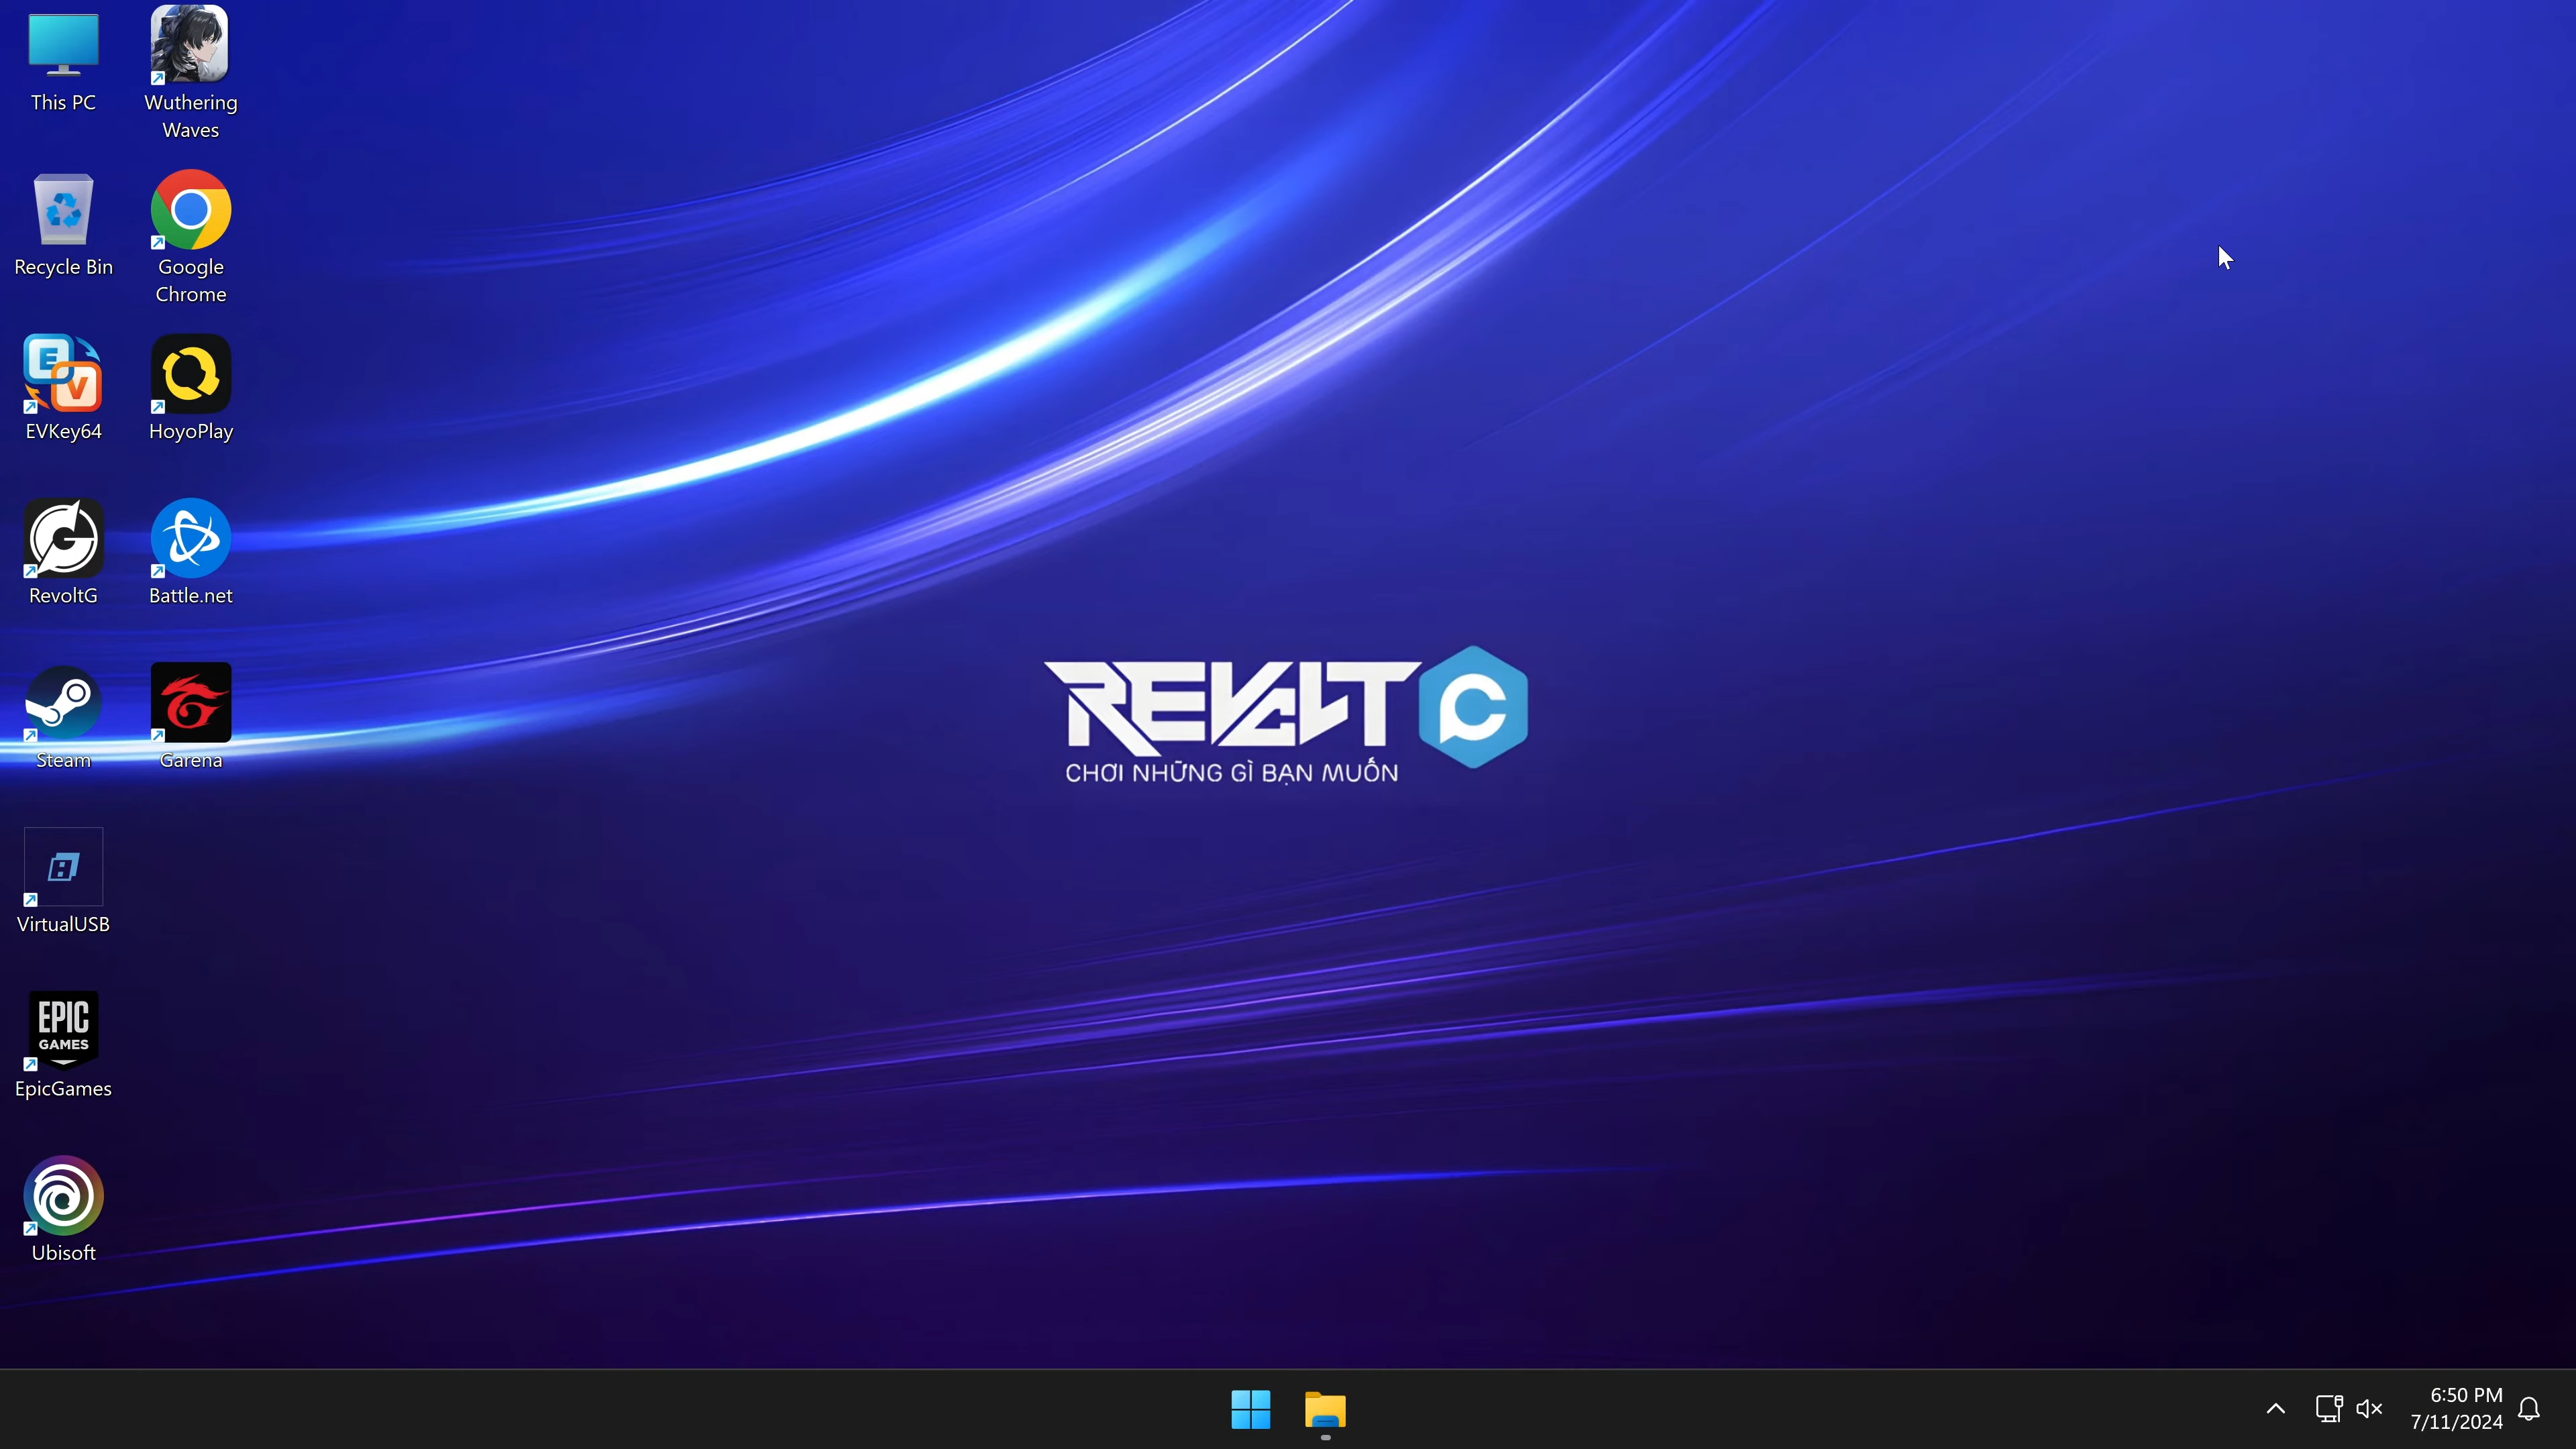 This PC
Wuthering
Waves
Recycle Bin
Google
Chrome
EVKey64
HoyoPlay
RevoltG
Battle.net
Steam
Garena
VirtualUSB
EPIC
GAMES
EpicGames
Ubisoft
REVOLT
CHƠI NHỮNG GÌ BẠN MUỐN
6:50 PM
7/11/2024